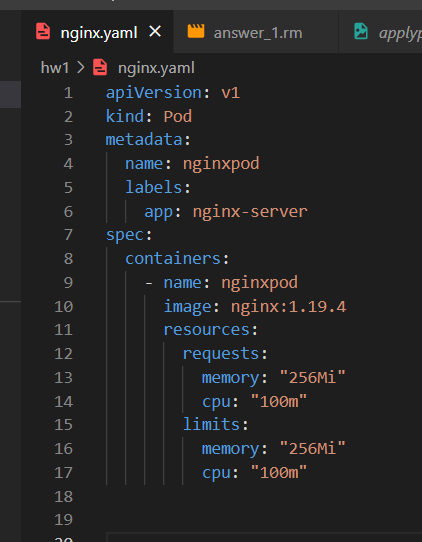 nginx.yaml × answer_1.rm applyp
hw1 > nginx.yaml
1 apiVersion: v1
2 kind: Pod
3 metadata:
4   name: nginxpod
5   labels:
6     app: nginx-server
7 spec:
8   containers:
9     - name: nginxpod
10       image: nginx:1.19.4
11       resources:
12         requests:
13           memory: "256Mi"
14           cpu: "100m"
15         limits:
16           memory: "256Mi"
17           cpu: "100m"
18
19
20